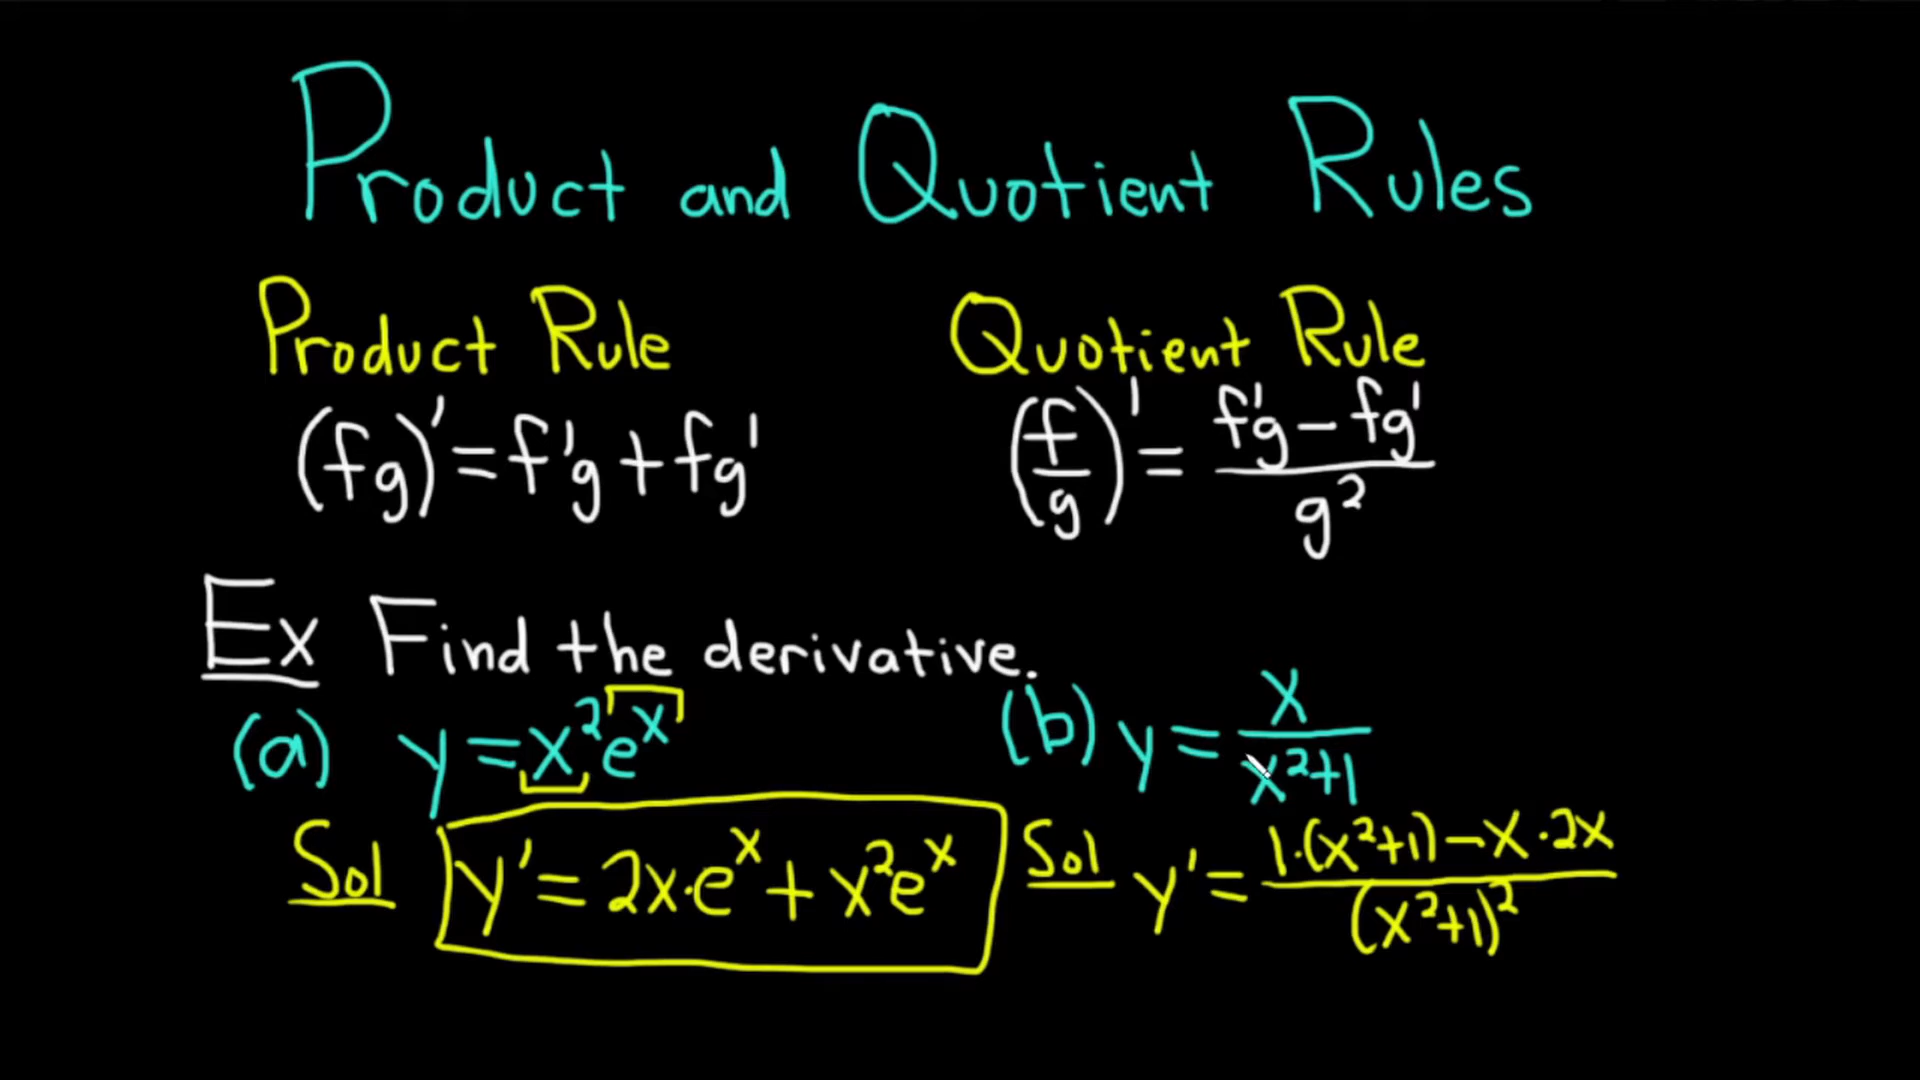 Product and Quotient Rules
Product Rule
(fg)' = f'g + fg'
Quotient Rule
(f/g)' = (f'g - fg')/g²
Ex Find the derivative.
(a) y = x²eˣ
Sol y' = 2x·eˣ + x²eˣ
(b) y = x/(x²+1)
Sol y' = (1·(x²+1) - x·2x)/(x²+1)²